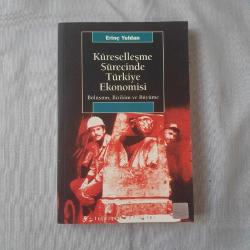 Erinç Yeldan
Küreselleşme
Sürecinde
Türkiye
Ekonomisi
Bölüşüm, Birikim ve Büyüme